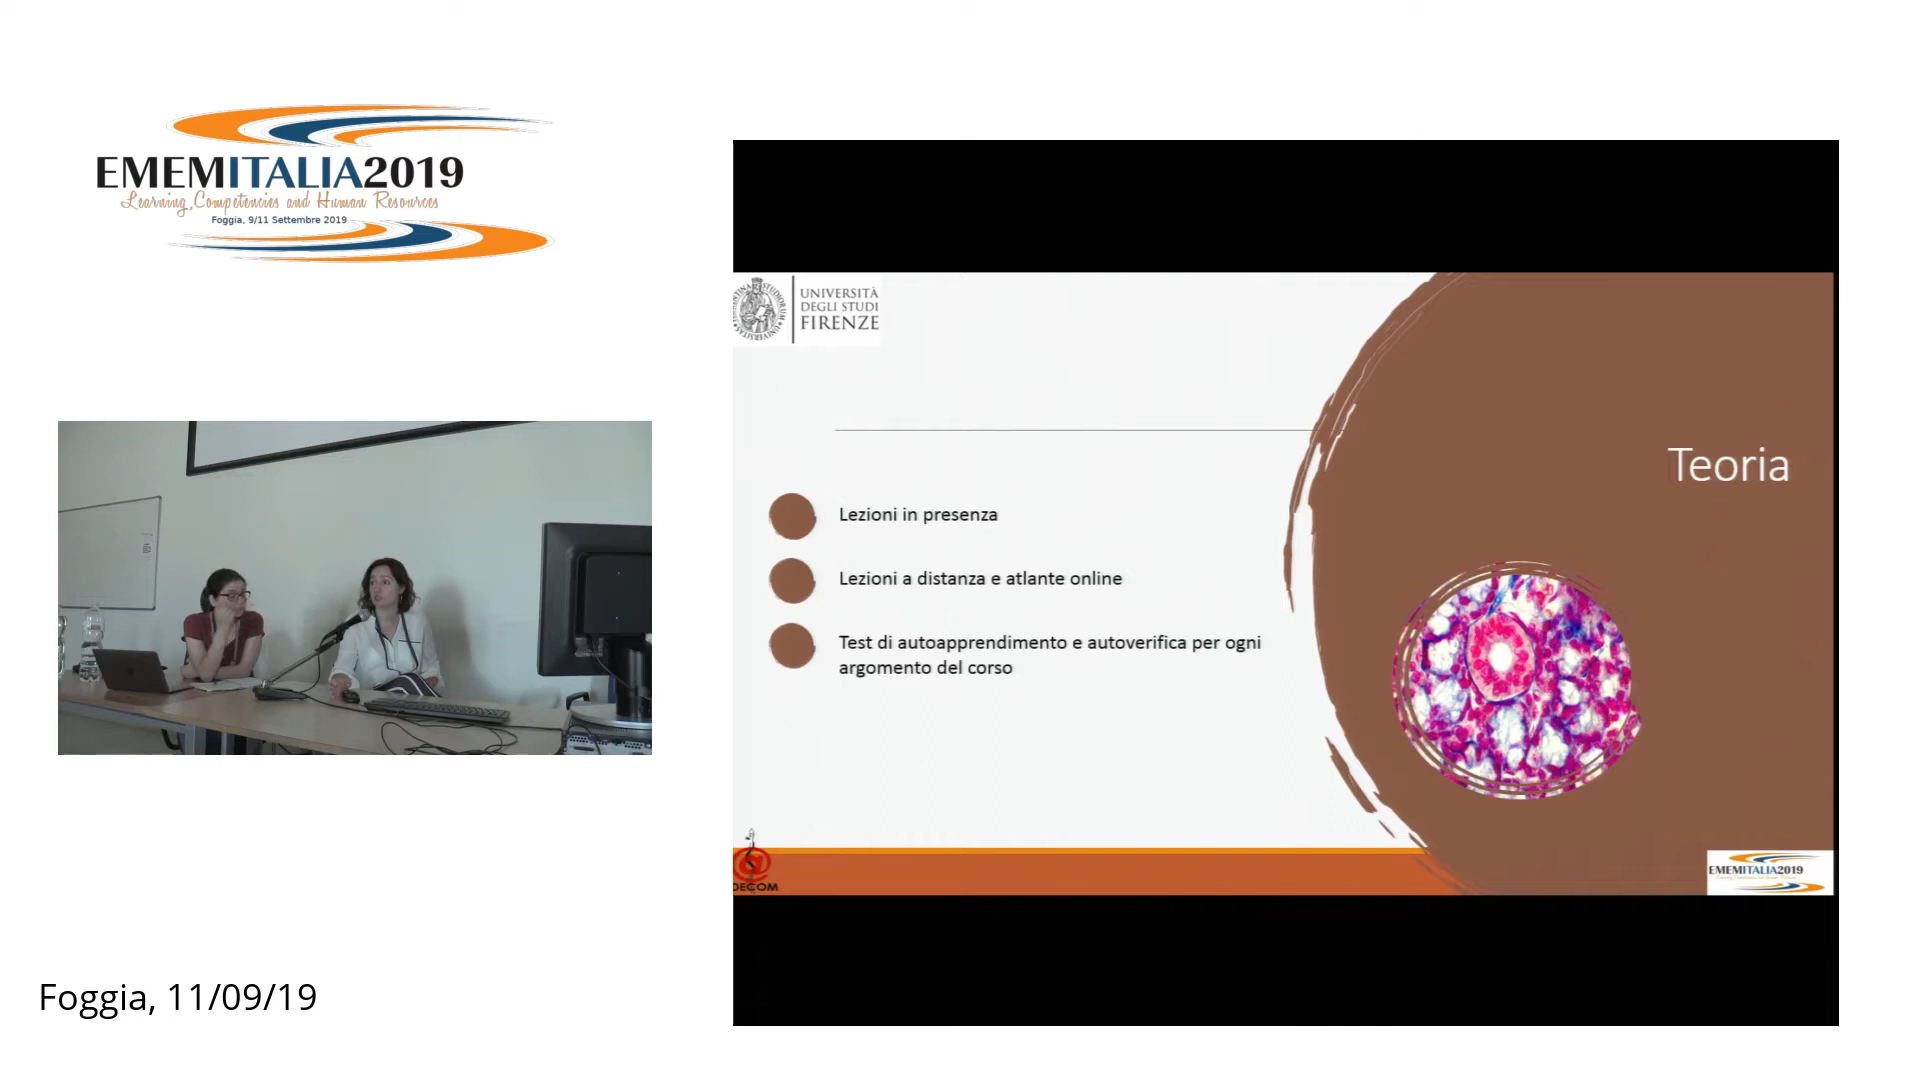 EMEMITALIA2019
Learning, Competencies and Human Resources
Foggia, 9/11 Settembre 2019
UNIVERSITÀ
DEGLI STUDI
FIRENZE
Teoria
Lezioni in presenza
Lezioni a distanza e atlante online
Test di autoapprendimento e autoverifica per ogni
argomento del corso
@
DECOM
EMEMITALIA2019
Foggia, 11/09/19